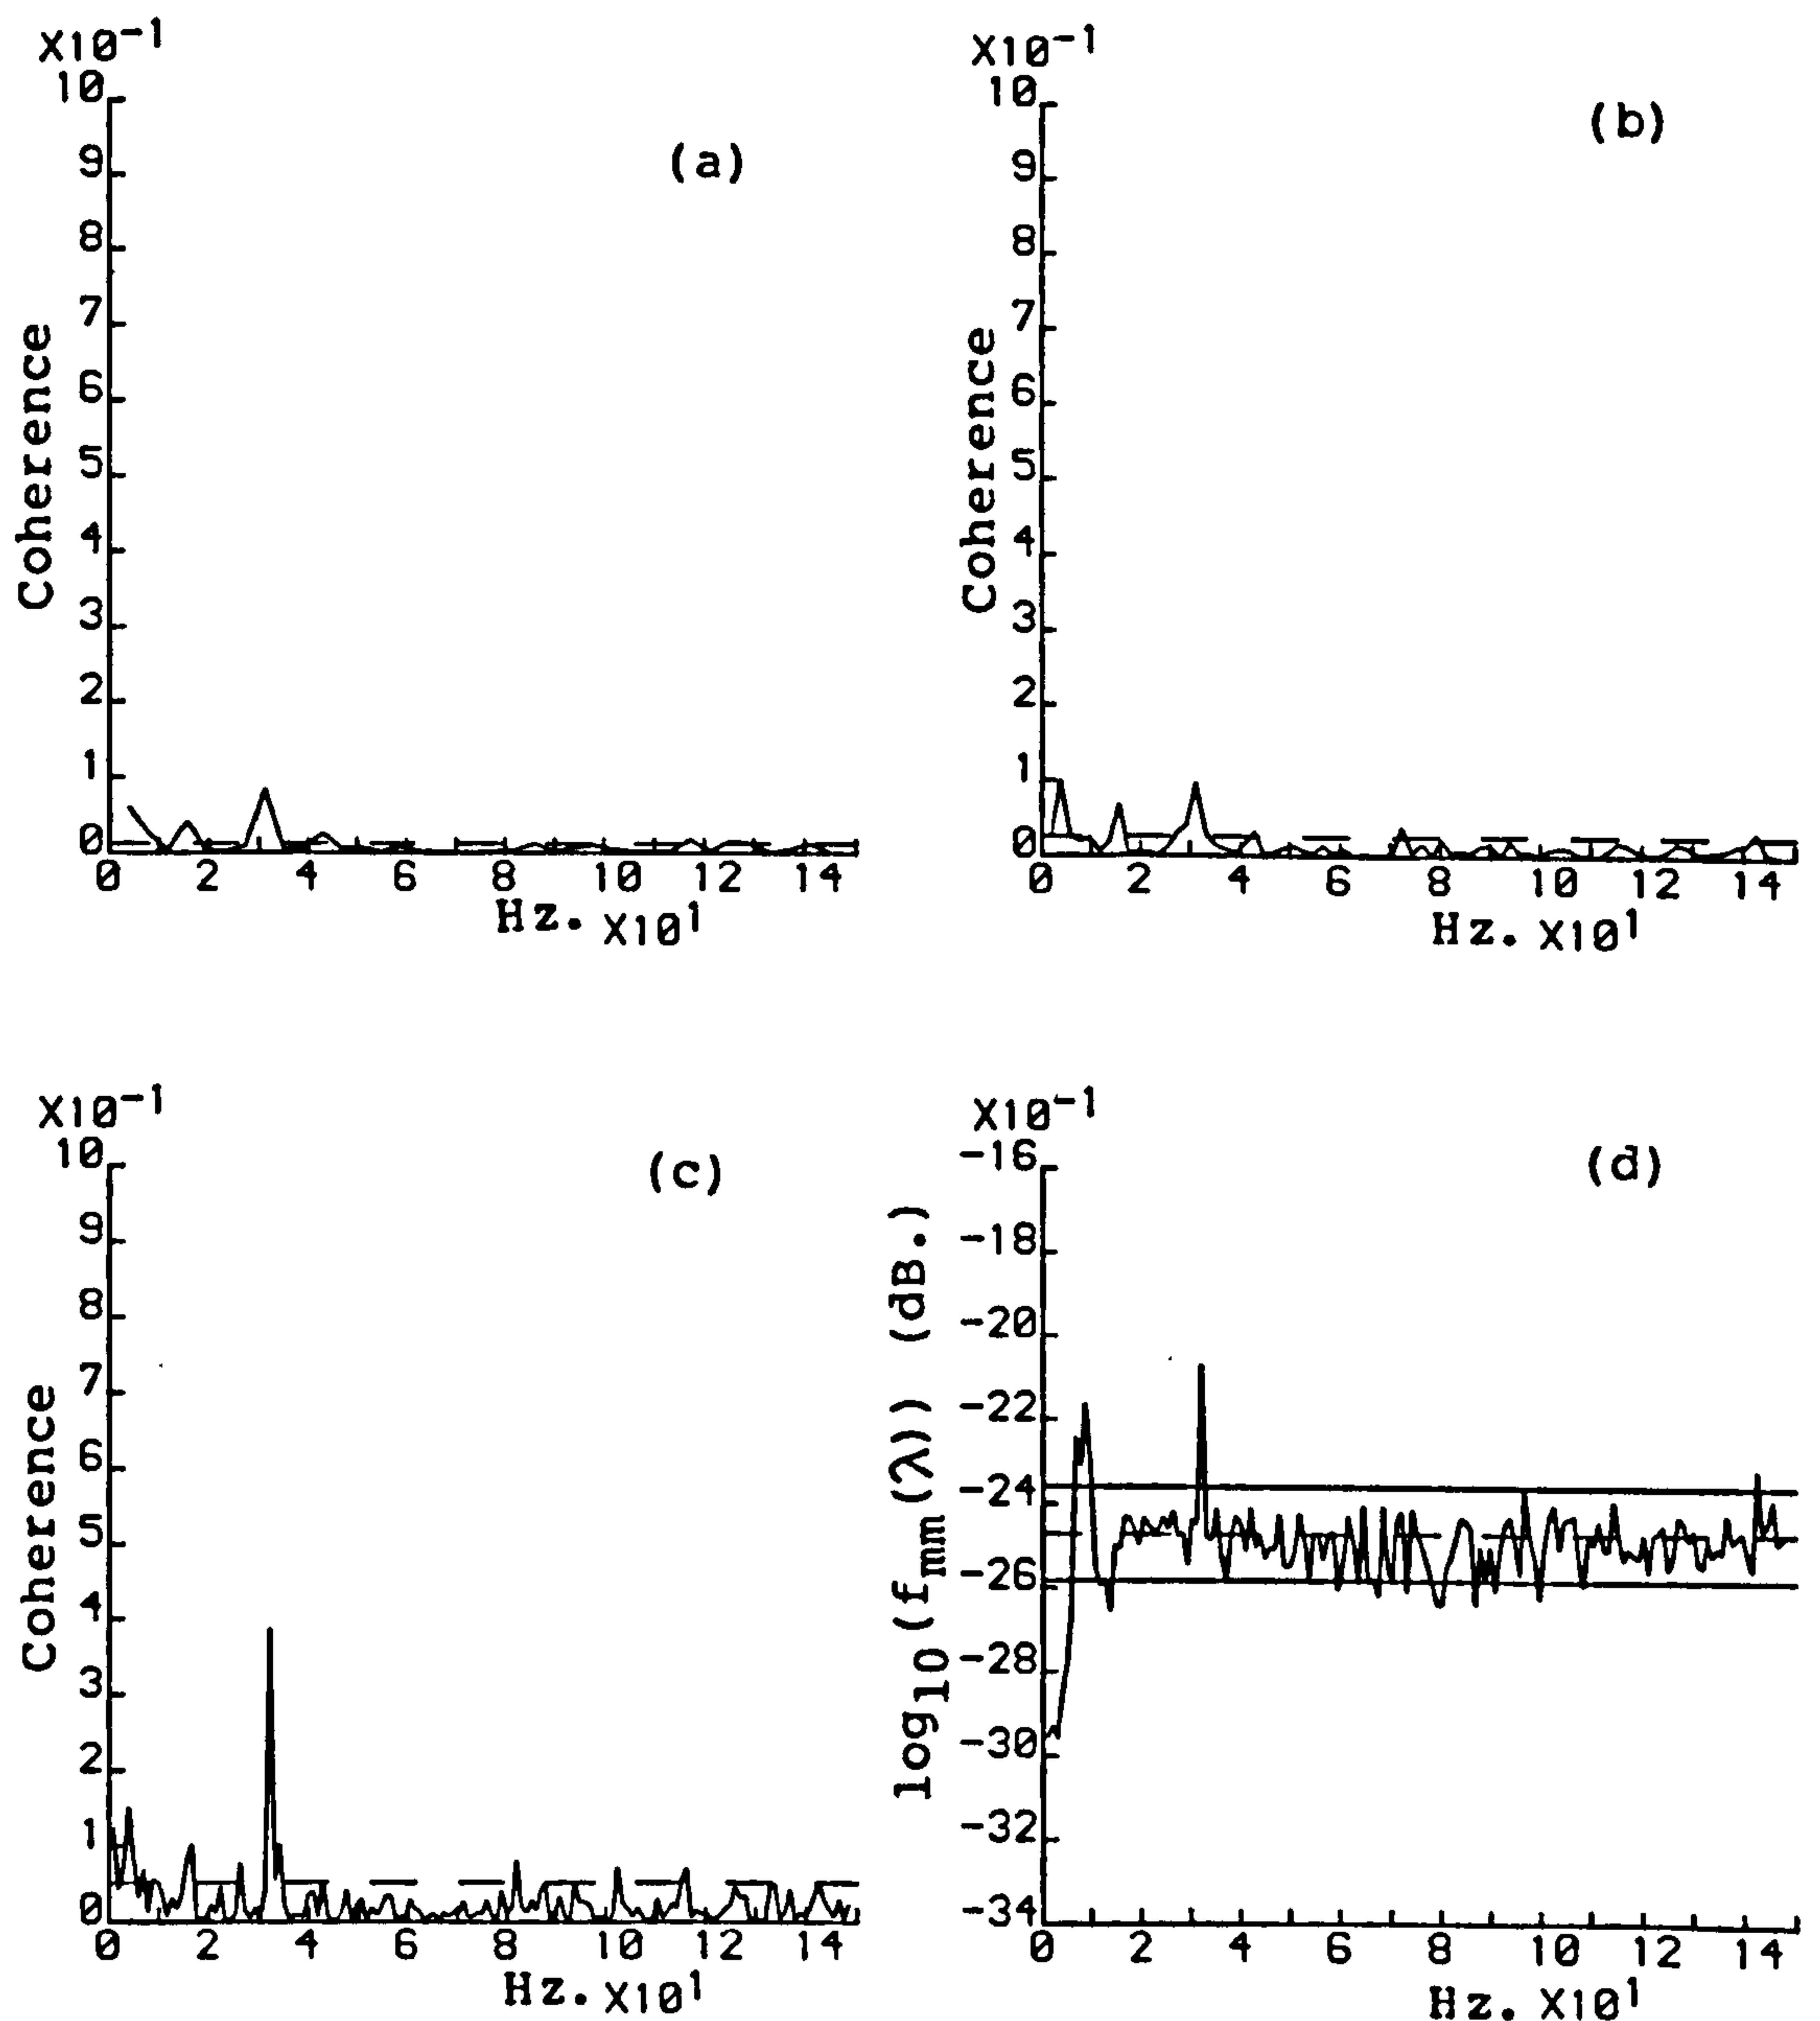 X10⁻¹
10
9
8
7
6
5
4
3
2
1
0
Coherence
(a)
0 2 4 6 8 10 12 14
Hz. X10¹
X10⁻¹
10
9
8
7
6
5
4
3
2
1
0
Coherence
(b)
0 2 4 6 8 10 12 14
Hz. X10¹
X10⁻¹
10
9
8
7
6
5
4
3
2
1
0
Coherence
(c)
0 2 4 6 8 10 12 14
Hz. X10¹
X10⁻¹
-16
-18
-20
-22
-24
-26
-28
-30
-32
-34
log₁₀(fₘₘ(λ)) (dB.)
(d)
0 2 4 6 8 10 12 14
Hz. X10¹